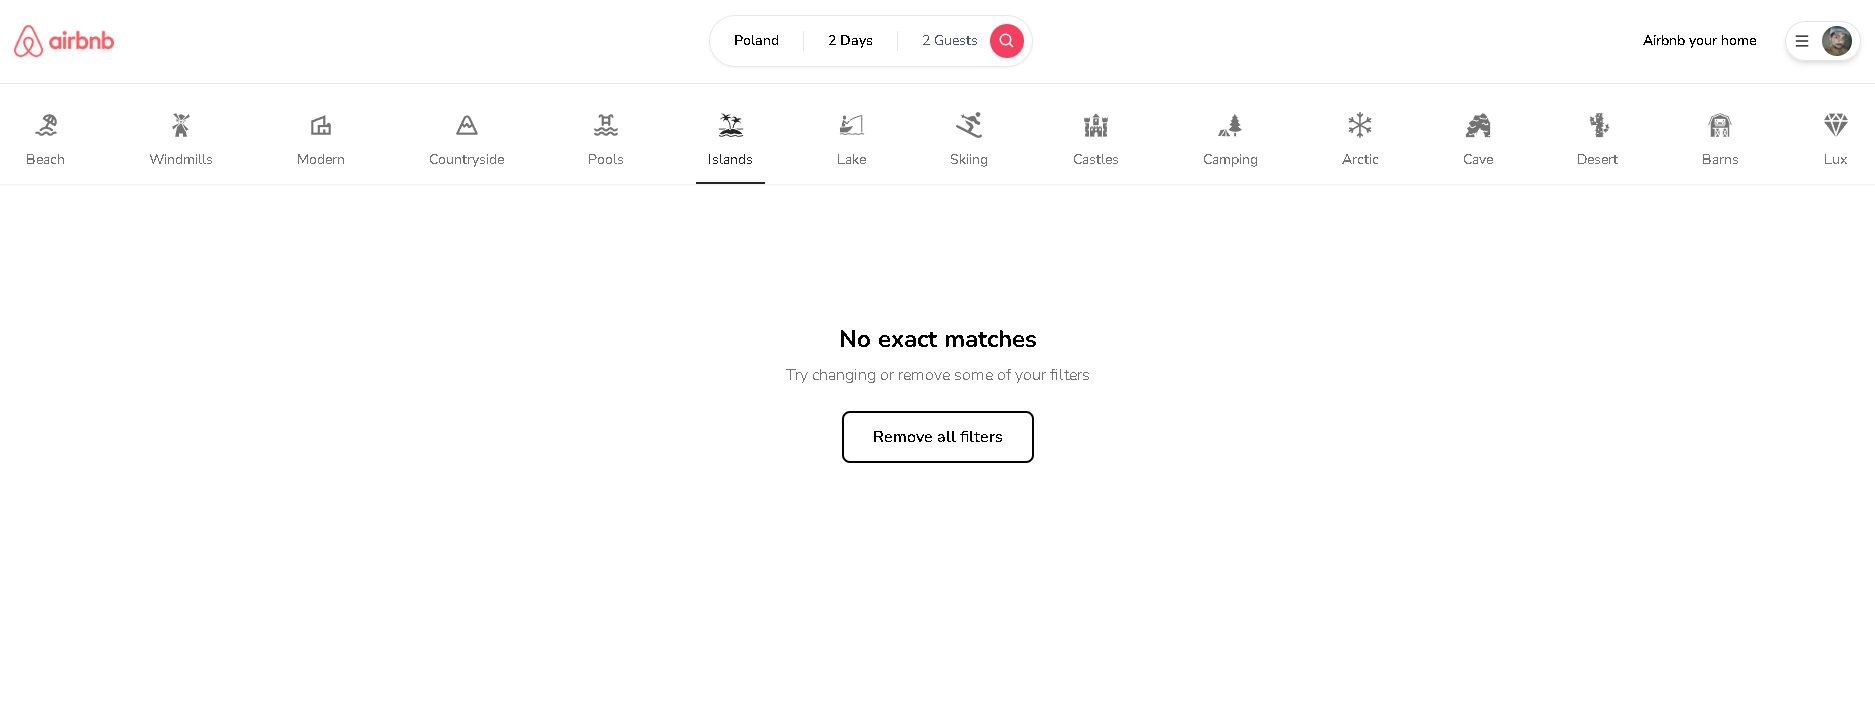 airbnb
Poland 2 Days 2 Guests
Airbnb your home
Beach Windmills Modern Countryside Pools Islands Lake Skiing Castles Camping Arctic Cave Desert Barns Lux
No exact matches
Try changing or remove some of your filters
Remove all filters